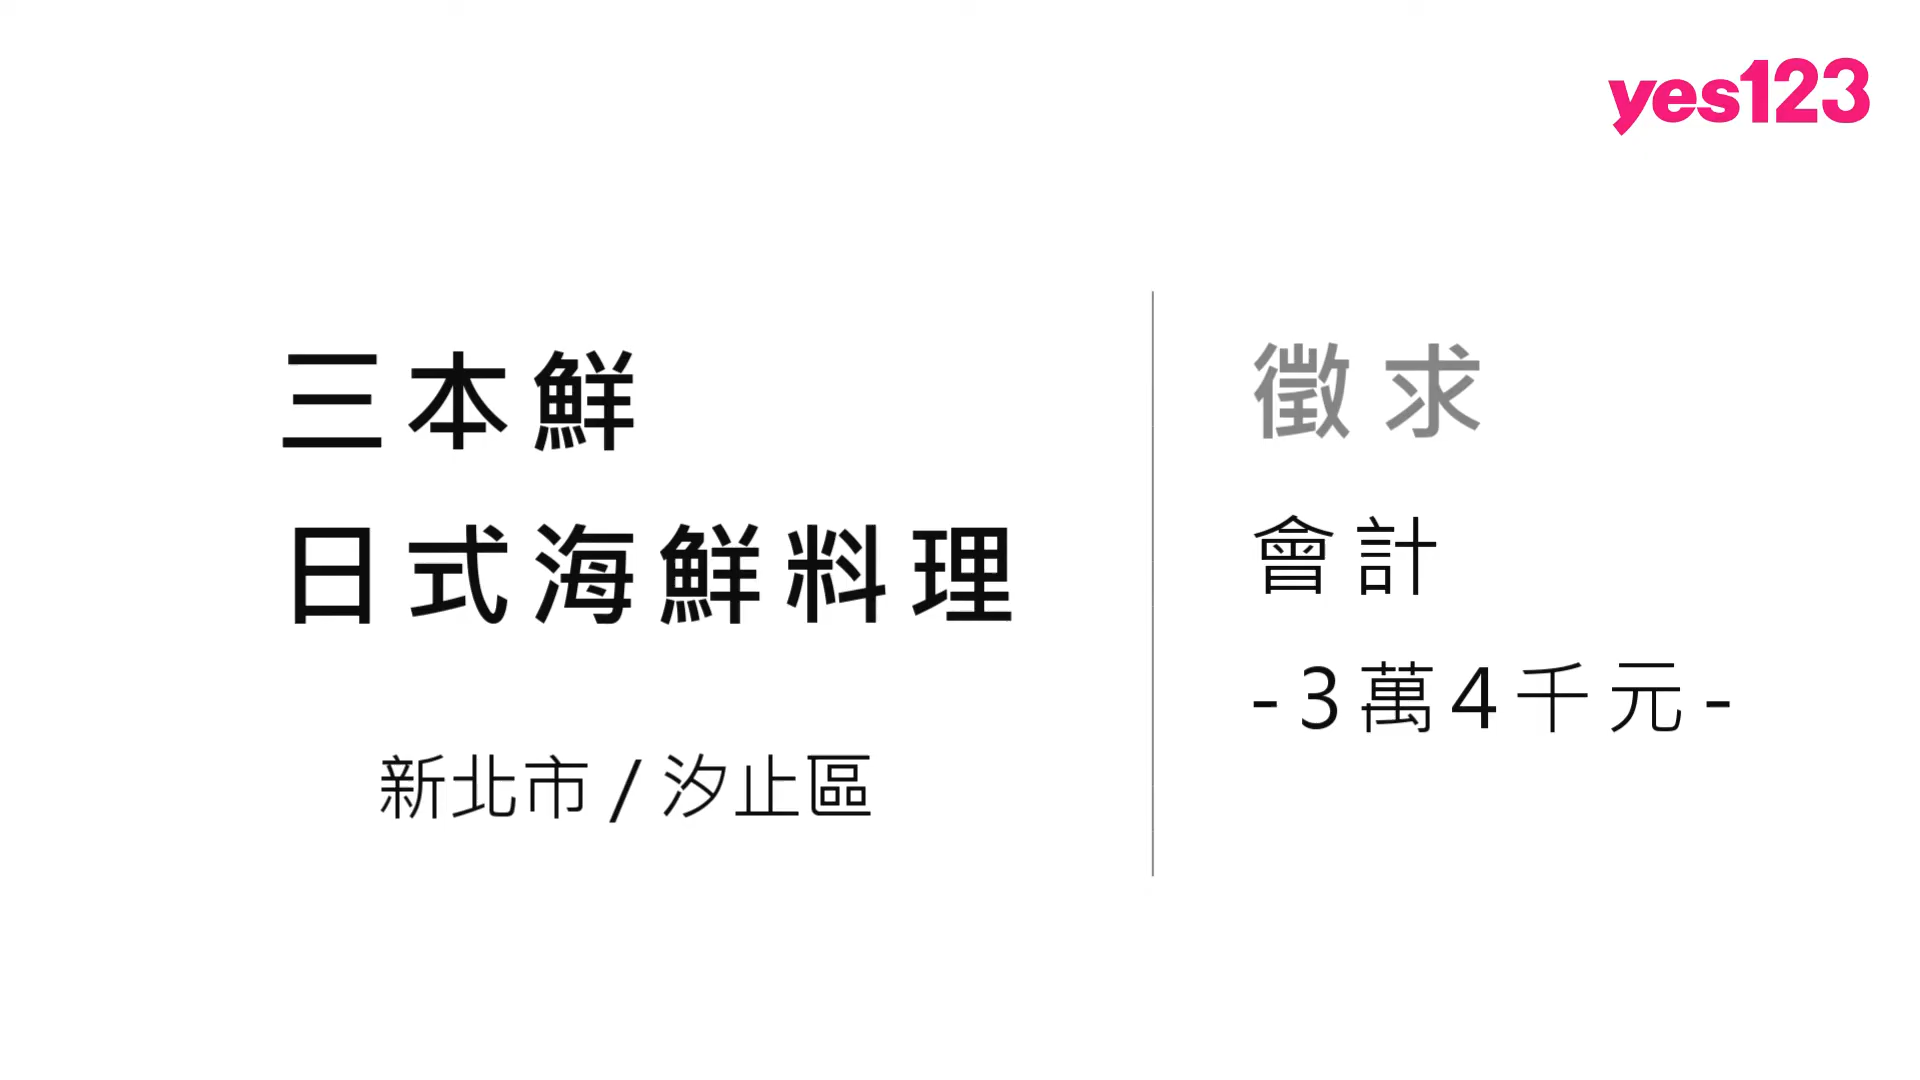 yes123
三本鮮
日式海鮮料理
新北市/汐止區
徵求
會計
-3萬4千元-